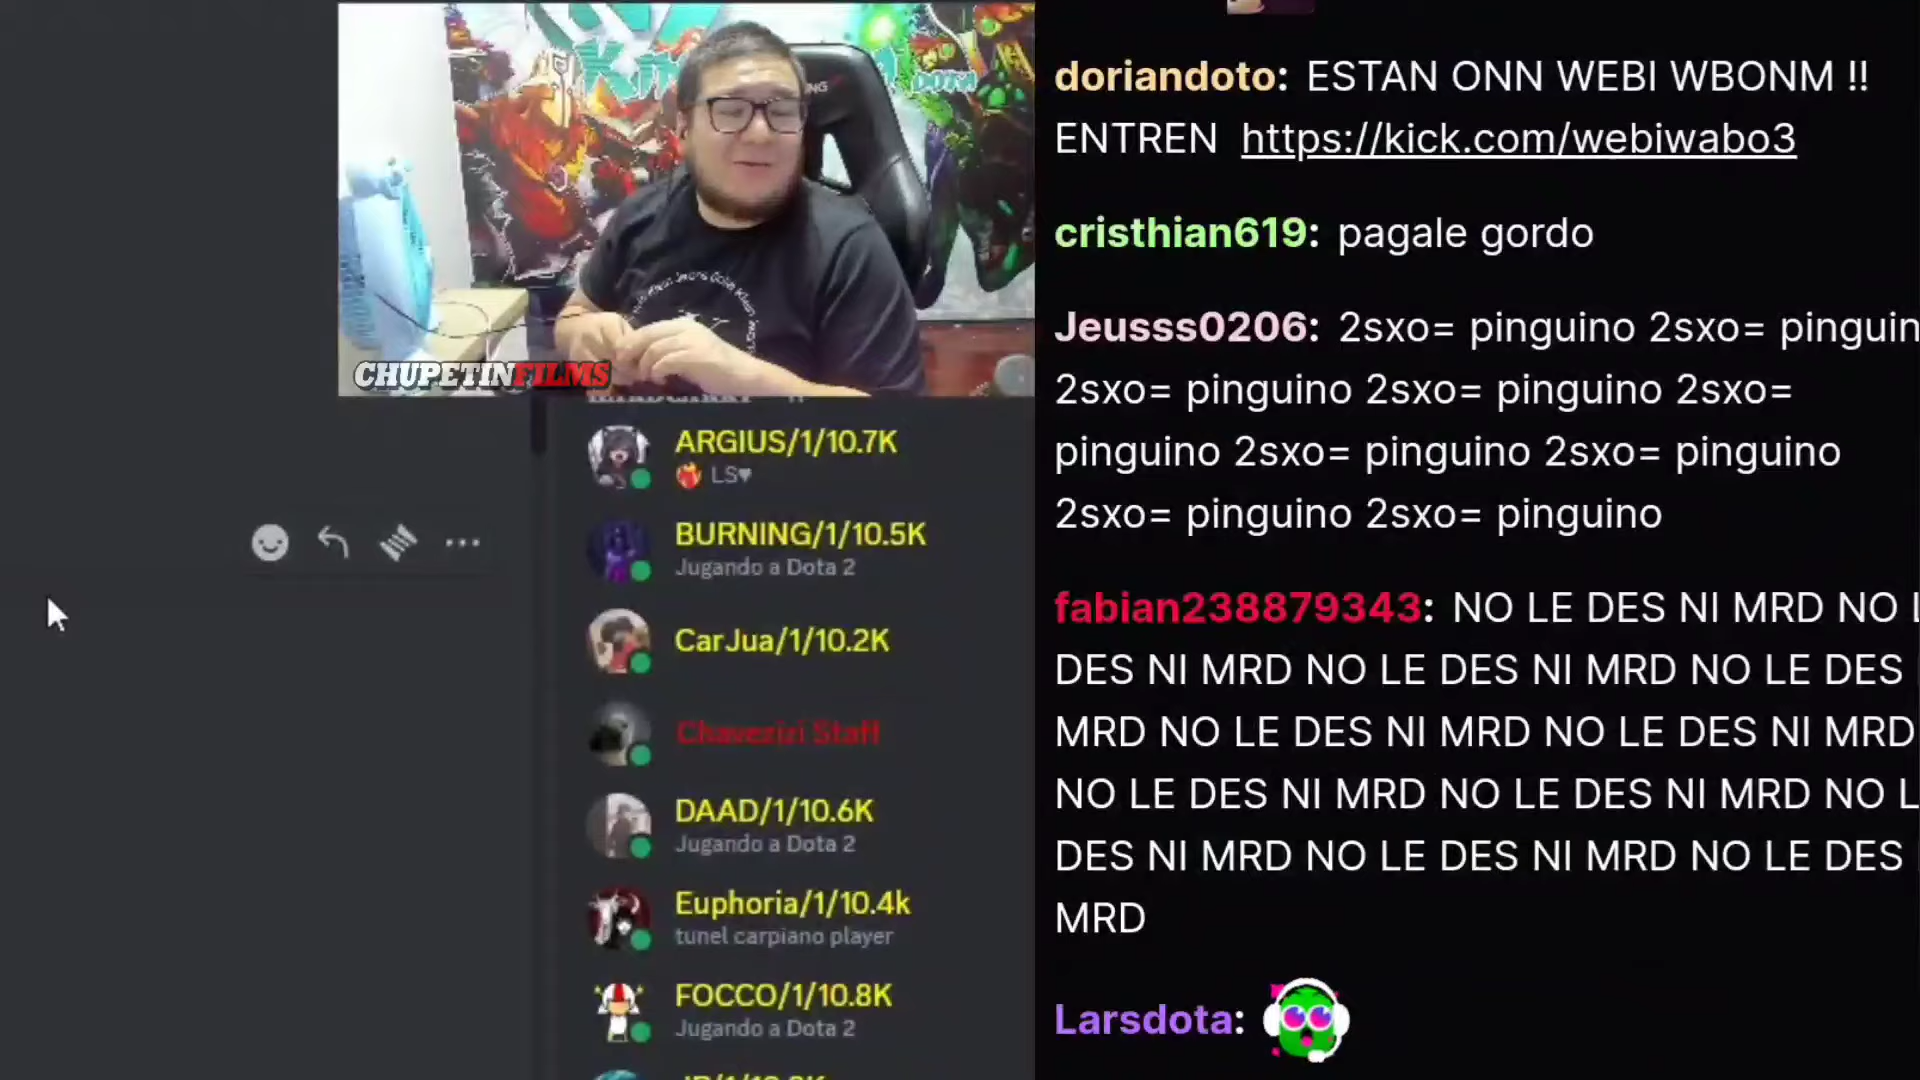 DOTA
CHUPETINFILMS
ARGIUS/1/10.7K
LS♥
BURNING/1/10.5K
Jugando a Dota 2
CarJua/1/10.2K
Chavezizi Staff
DAAD/1/10.6K
Jugando a Dota 2
Euphoria/1/10.4k
tunel carpiano player
FOCCO/1/10.8K
Jugando a Dota 2
doriandoto: ESTAN ONN WEBI WBONM !!
ENTREN https://kick.com/webiwabo3
cristhian619: pagale gordo
Jeusss0206: 2sxo= pinguino 2sxo= pinguin
2sxo= pinguino 2sxo= pinguino 2sxo=
pinguino 2sxo= pinguino 2sxo= pinguino
2sxo= pinguino 2sxo= pinguino
fabian238879343: NO LE DES NI MRD NO L
DES NI MRD NO LE DES NI MRD NO LE DES
MRD NO LE DES NI MRD NO LE DES NI MRD
NO LE DES NI MRD NO LE DES NI MRD NO L
DES NI MRD NO LE DES NI MRD NO LE DES
MRD
Larsdota: